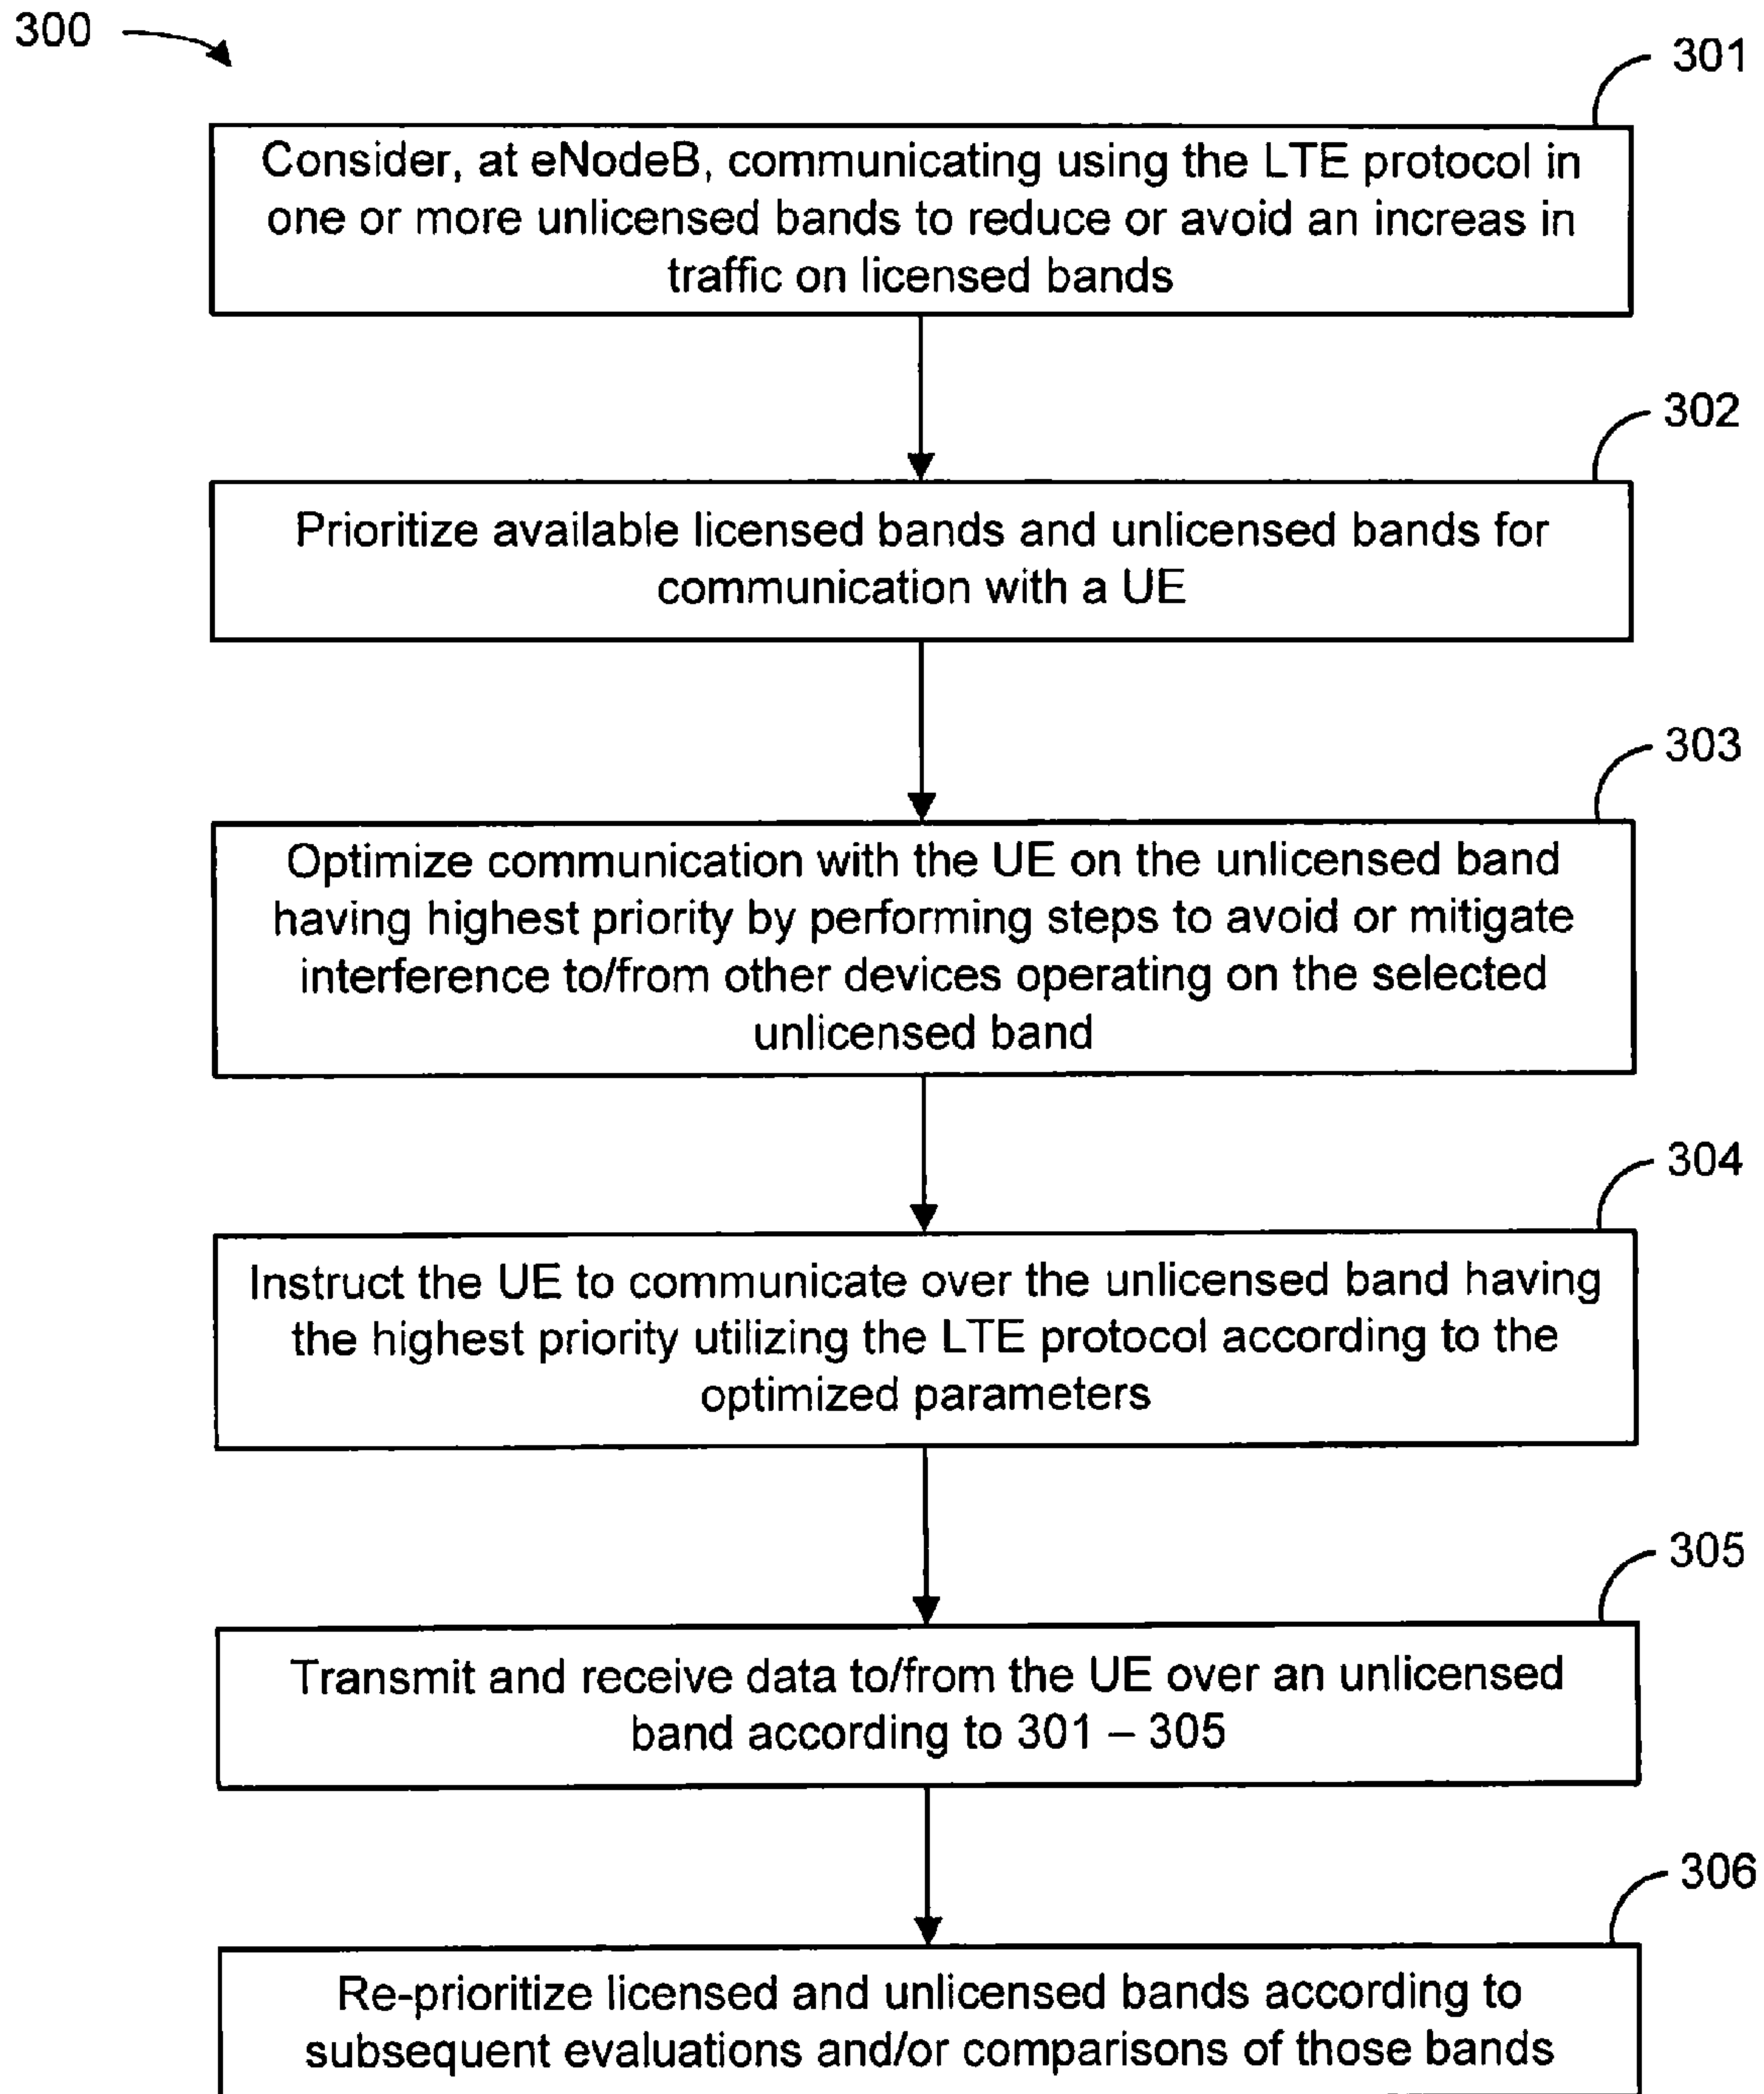 300
301
Consider, at eNodeB, communicating using the LTE protocol in
one or more unlicensed bands to reduce or avoid an increas in
traffic on licensed bands
302
Prioritize available licensed bands and unlicensed bands for
communication with a UE
303
Optimize communication with the UE on the unlicensed band
having highest priority by performing steps to avoid or mitigate
interference to/from other devices operating on the selected
unlicensed band
304
Instruct the UE to communicate over the unlicensed band having
the highest priority utilizing the LTE protocol according to the
optimized parameters
305
Transmit and receive data to/from the UE over an unlicensed
band according to 301 – 305
306
Re-prioritize licensed and unlicensed bands according to
subsequent evaluations and/or comparisons of those bands